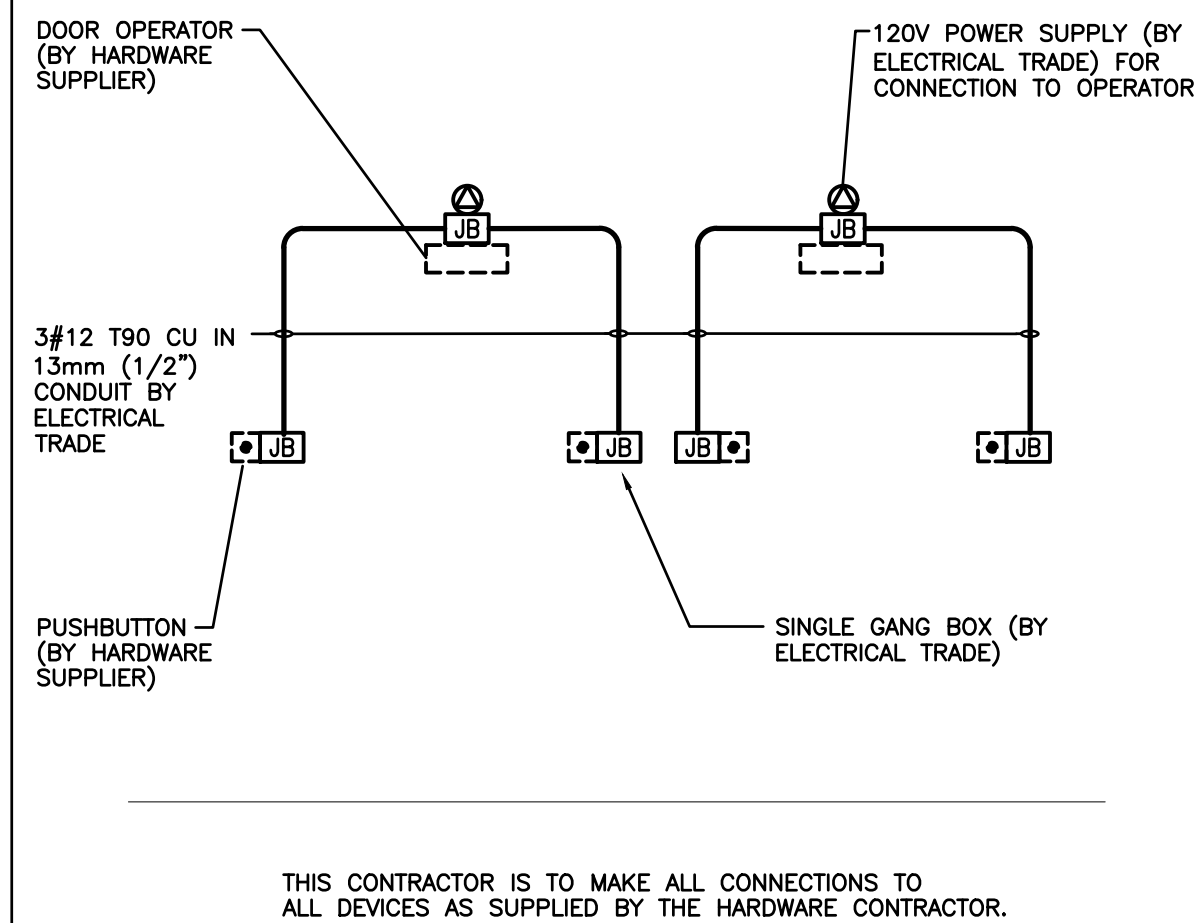 DOOR OPERATOR
(BY HARDWARE
SUPPLIER)
120V POWER SUPPLY (BY
ELECTRICAL TRADE) FOR
CONNECTION TO OPERATOR
JB
JB
3#12 T90 CU IN
13mm (1/2")
CONDUIT BY
ELECTRICAL
TRADE
JB
JB
JB
JB
PUSHBUTTON
(BY HARDWARE
SUPPLIER)
SINGLE GANG BOX (BY
ELECTRICAL TRADE)
THIS CONTRACTOR IS TO MAKE ALL CONNECTIONS TO
ALL DEVICES AS SUPPLIED BY THE HARDWARE CONTRACTOR.